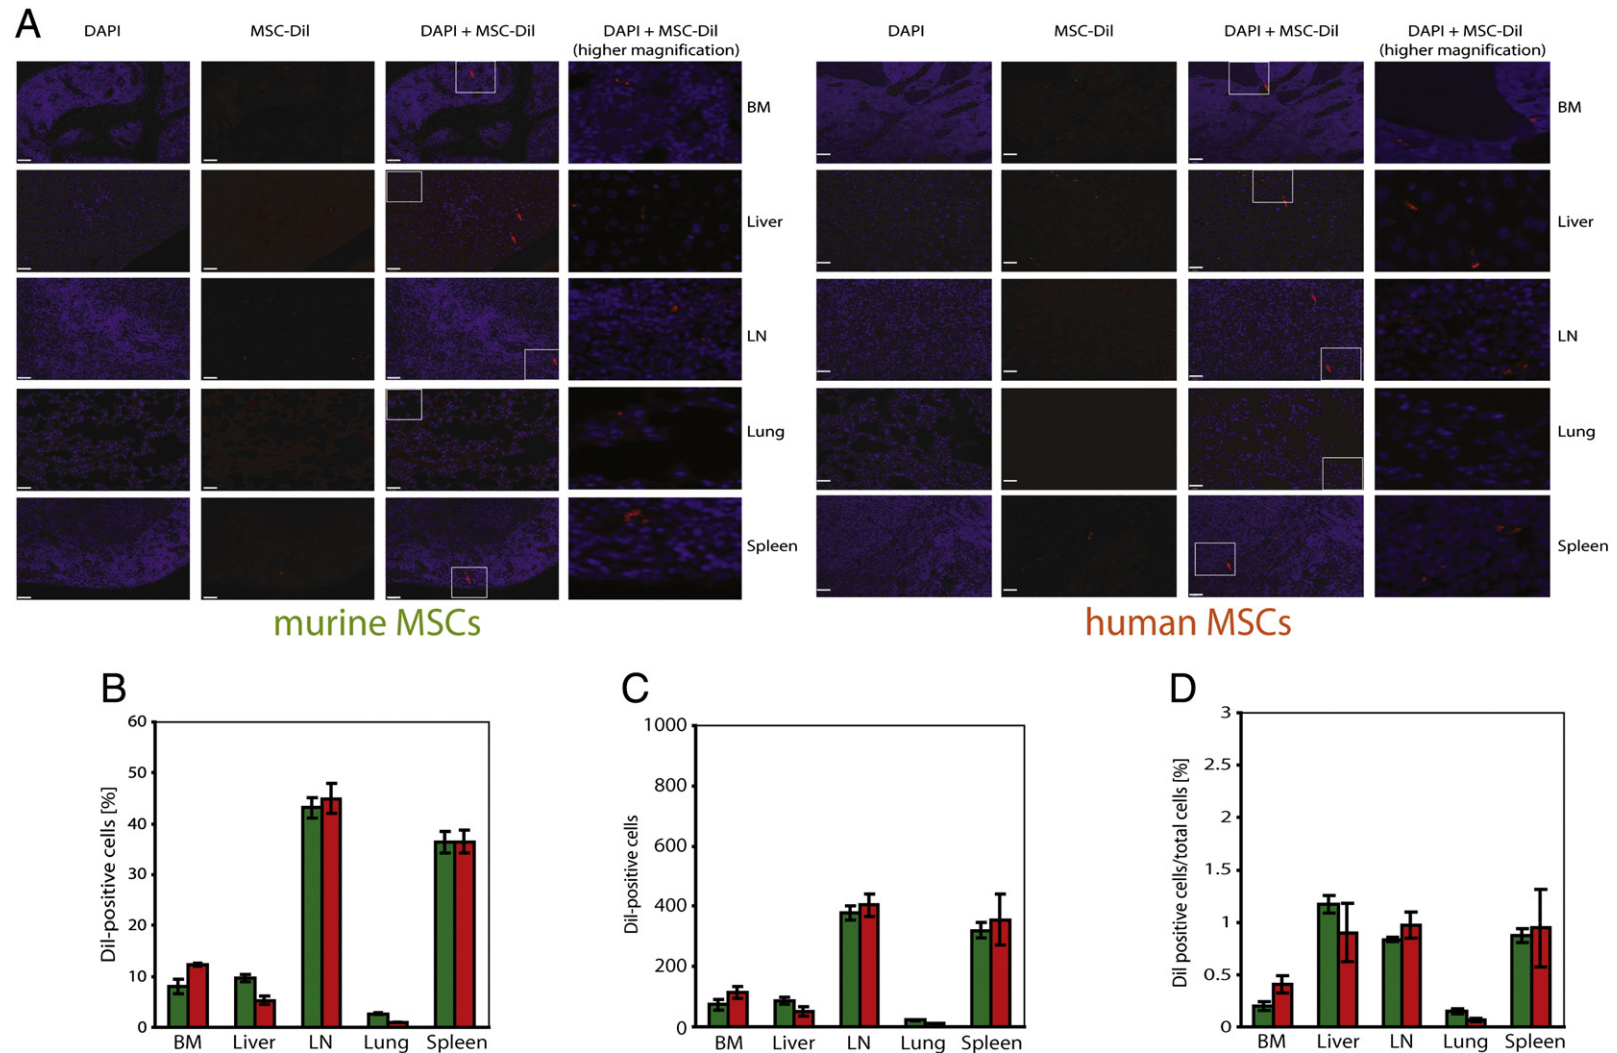 A
DAPI MSC-DiI DAPI + MSC-DiI DAPI + MSC-DiI
(higher magnification)
DAPI MSC-DiI DAPI + MSC-DiI DAPI + MSC-DiI
(higher magnification)
BM
Liver
LN
Lung
Spleen
BM
Liver
LN
Lung
Spleen
murine MSCs
human MSCs
B
DiI-positive cells [%]
60
50
40
30
20
10
0
BM Liver LN Lung Spleen
C
DiI-positive cells
1000
800
600
400
200
0
BM Liver LN Lung Spleen
D
DiI positive cells/total cells [%]
3
2.5
2
1.5
1
0.5
0
BM Liver LN Lung Spleen